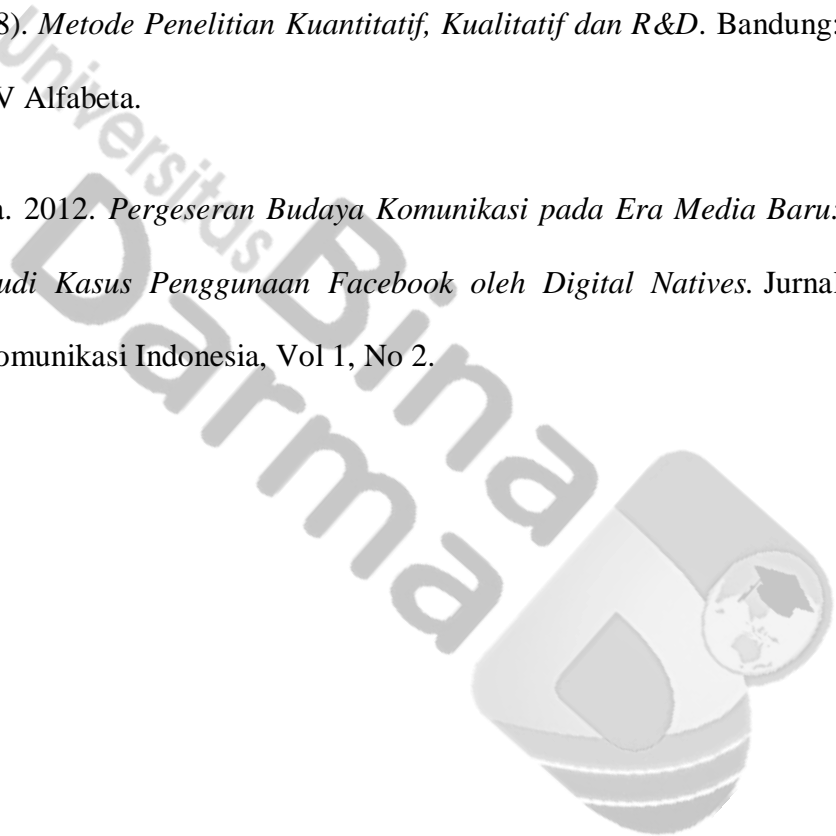 8). Metode Penelitian Kuantitatif, Kualitatif dan R&D. Bandung:
V Alfabeta.
a. 2012. Pergeseran Budaya Komunikasi pada Era Media Baru:
udi Kasus Penggunaan Facebook oleh Digital Natives. Jurnal
omunikasi Indonesia, Vol 1, No 2.
Universitas
Bina
Darma